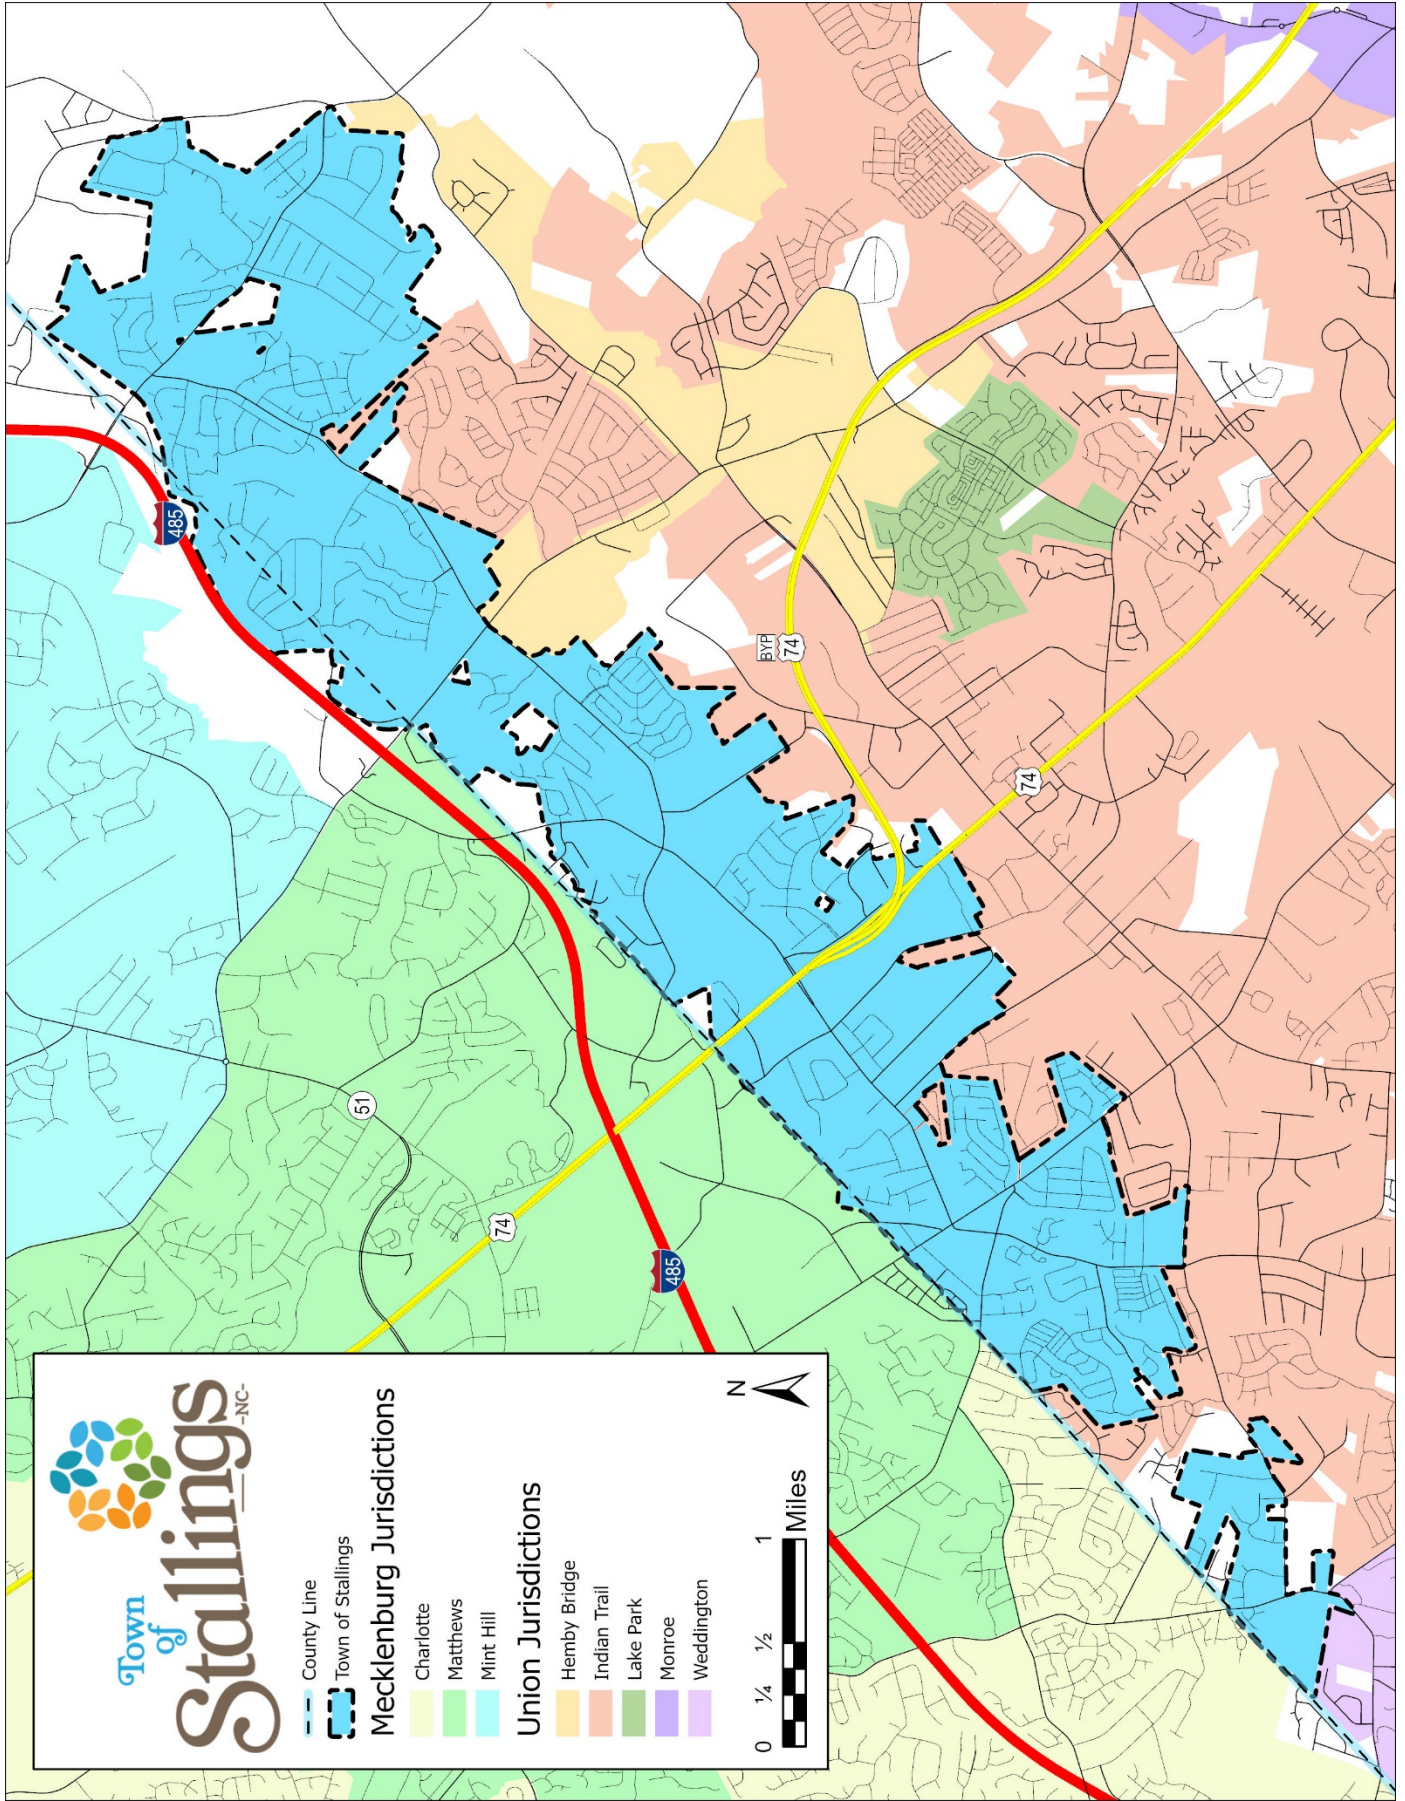 Town
of
Stallings
-NC-
County Line
Town of Stallings
Mecklenburg Jurisdictions
Charlotte
Matthews
Mint Hill
Union Jurisdictions
Hemby Bridge
Indian Trail
Lake Park
Monroe
Weddington
0 ¼ ½ 1
Miles
N
485
51
74
485
BYP
74
74